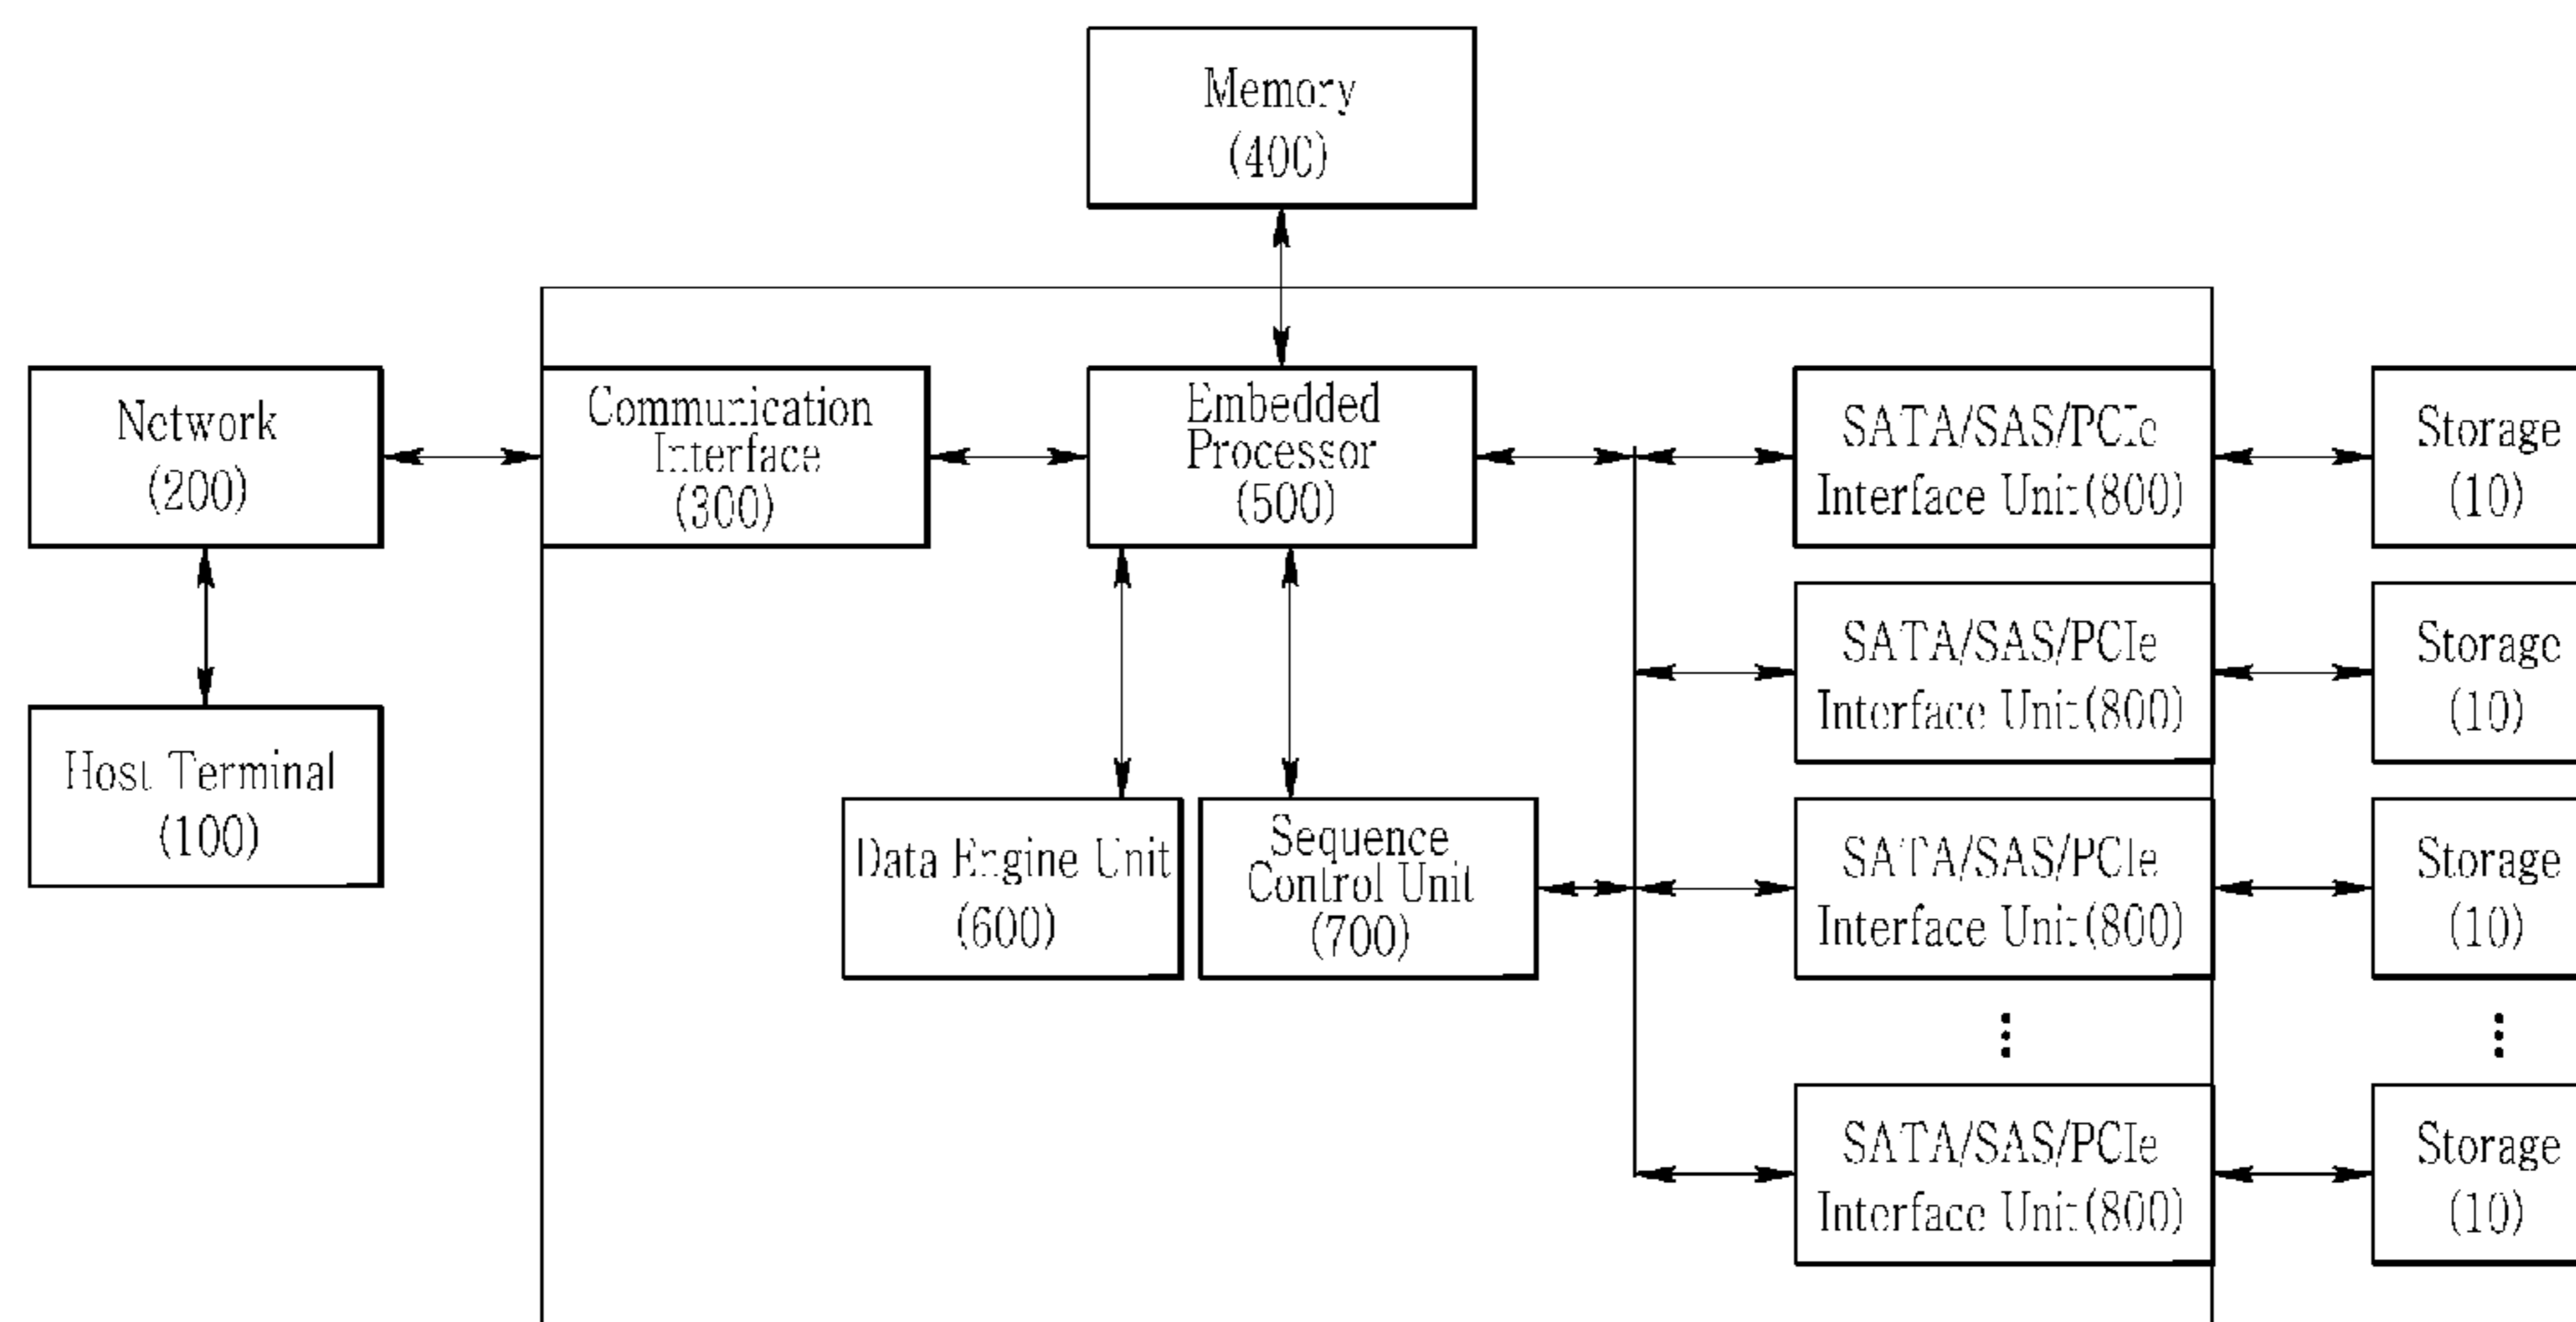 Memory
(400)
Network
(200)
Communication
Interface
(300)
Embedded
Processor
(500)
SATA/SAS/PCIe
Interface Unit(800)
Storage
(10)
SATA/SAS/PCIe
Interface Unit(800)
Storage
(10)
Host Terminal
(100)
Data Engine Unit
(600)
Sequence
Control Unit
(700)
SATA/SAS/PCIe
Interface Unit(800)
Storage
(10)
SATA/SAS/PCIe
Interface Unit(800)
Storage
(10)